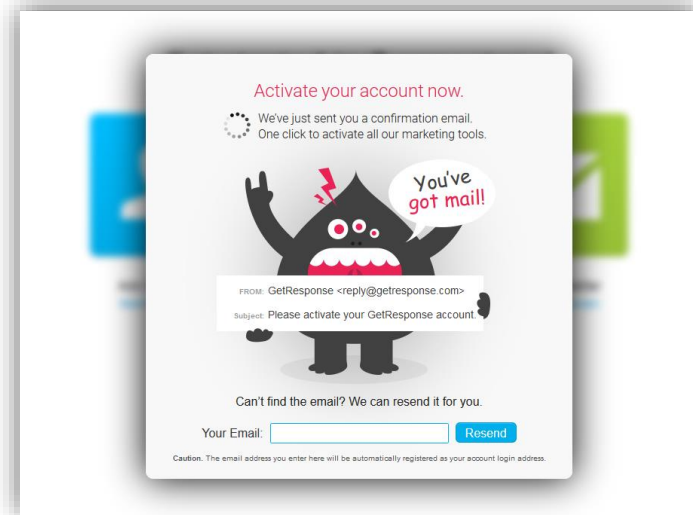 Activate your account now.
We've just sent you a confirmation email.
One click to activate all our marketing tools.
You've
got mail!
FROM: GetResponse <reply@getresponse.com>
Subject: Please activate your GetResponse account.
Can't find the email? We can resend it for you.
Your Email: Resend
Caution. The email address you enter here will be automatically registered as your account login address.